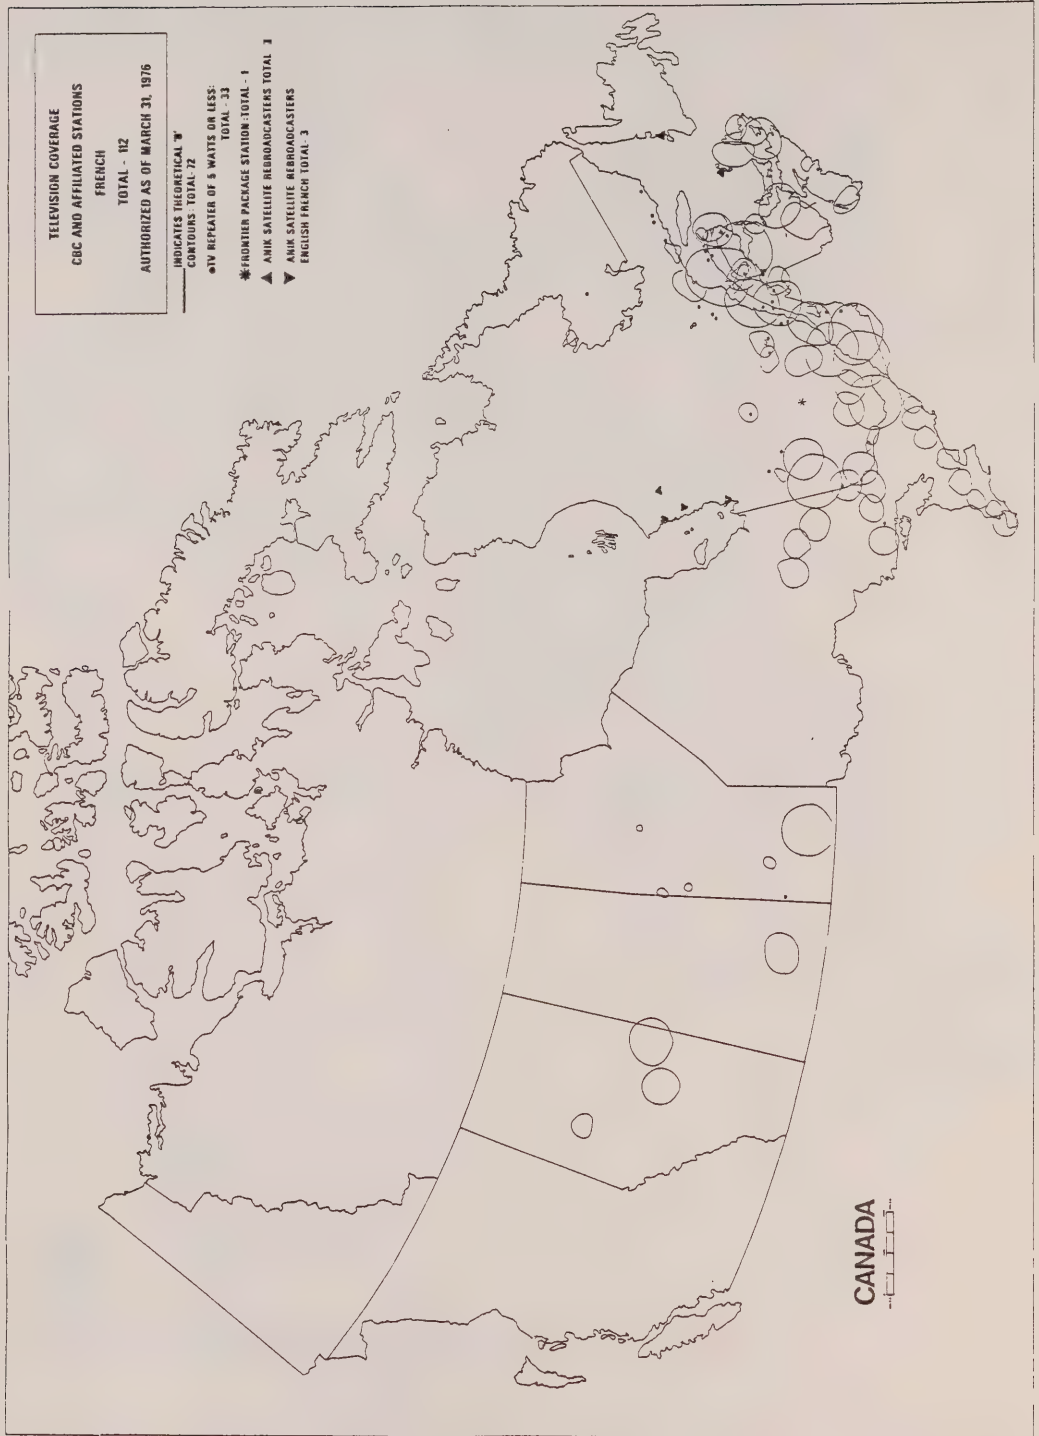 TELEVISION COVERAGE
CBC AND AFFILIATED STATIONS
FRENCH
TOTAL - 112
AUTHORIZED AS OF MARCH 31, 1976
INDICATES THEORETICAL 'B'
CONTOURS: TOTAL-72
TV REPEATER OF 5 WATTS OR LESS:
TOTAL - 33
FRONTIER PACKAGE STATION: TOTAL - 1
ANIK SATELLITE REBROADCASTERS TOTAL 3
ANIK SATELLITE REBROADCASTERS
ENGLISH FRENCH TOTAL - 3
CANADA